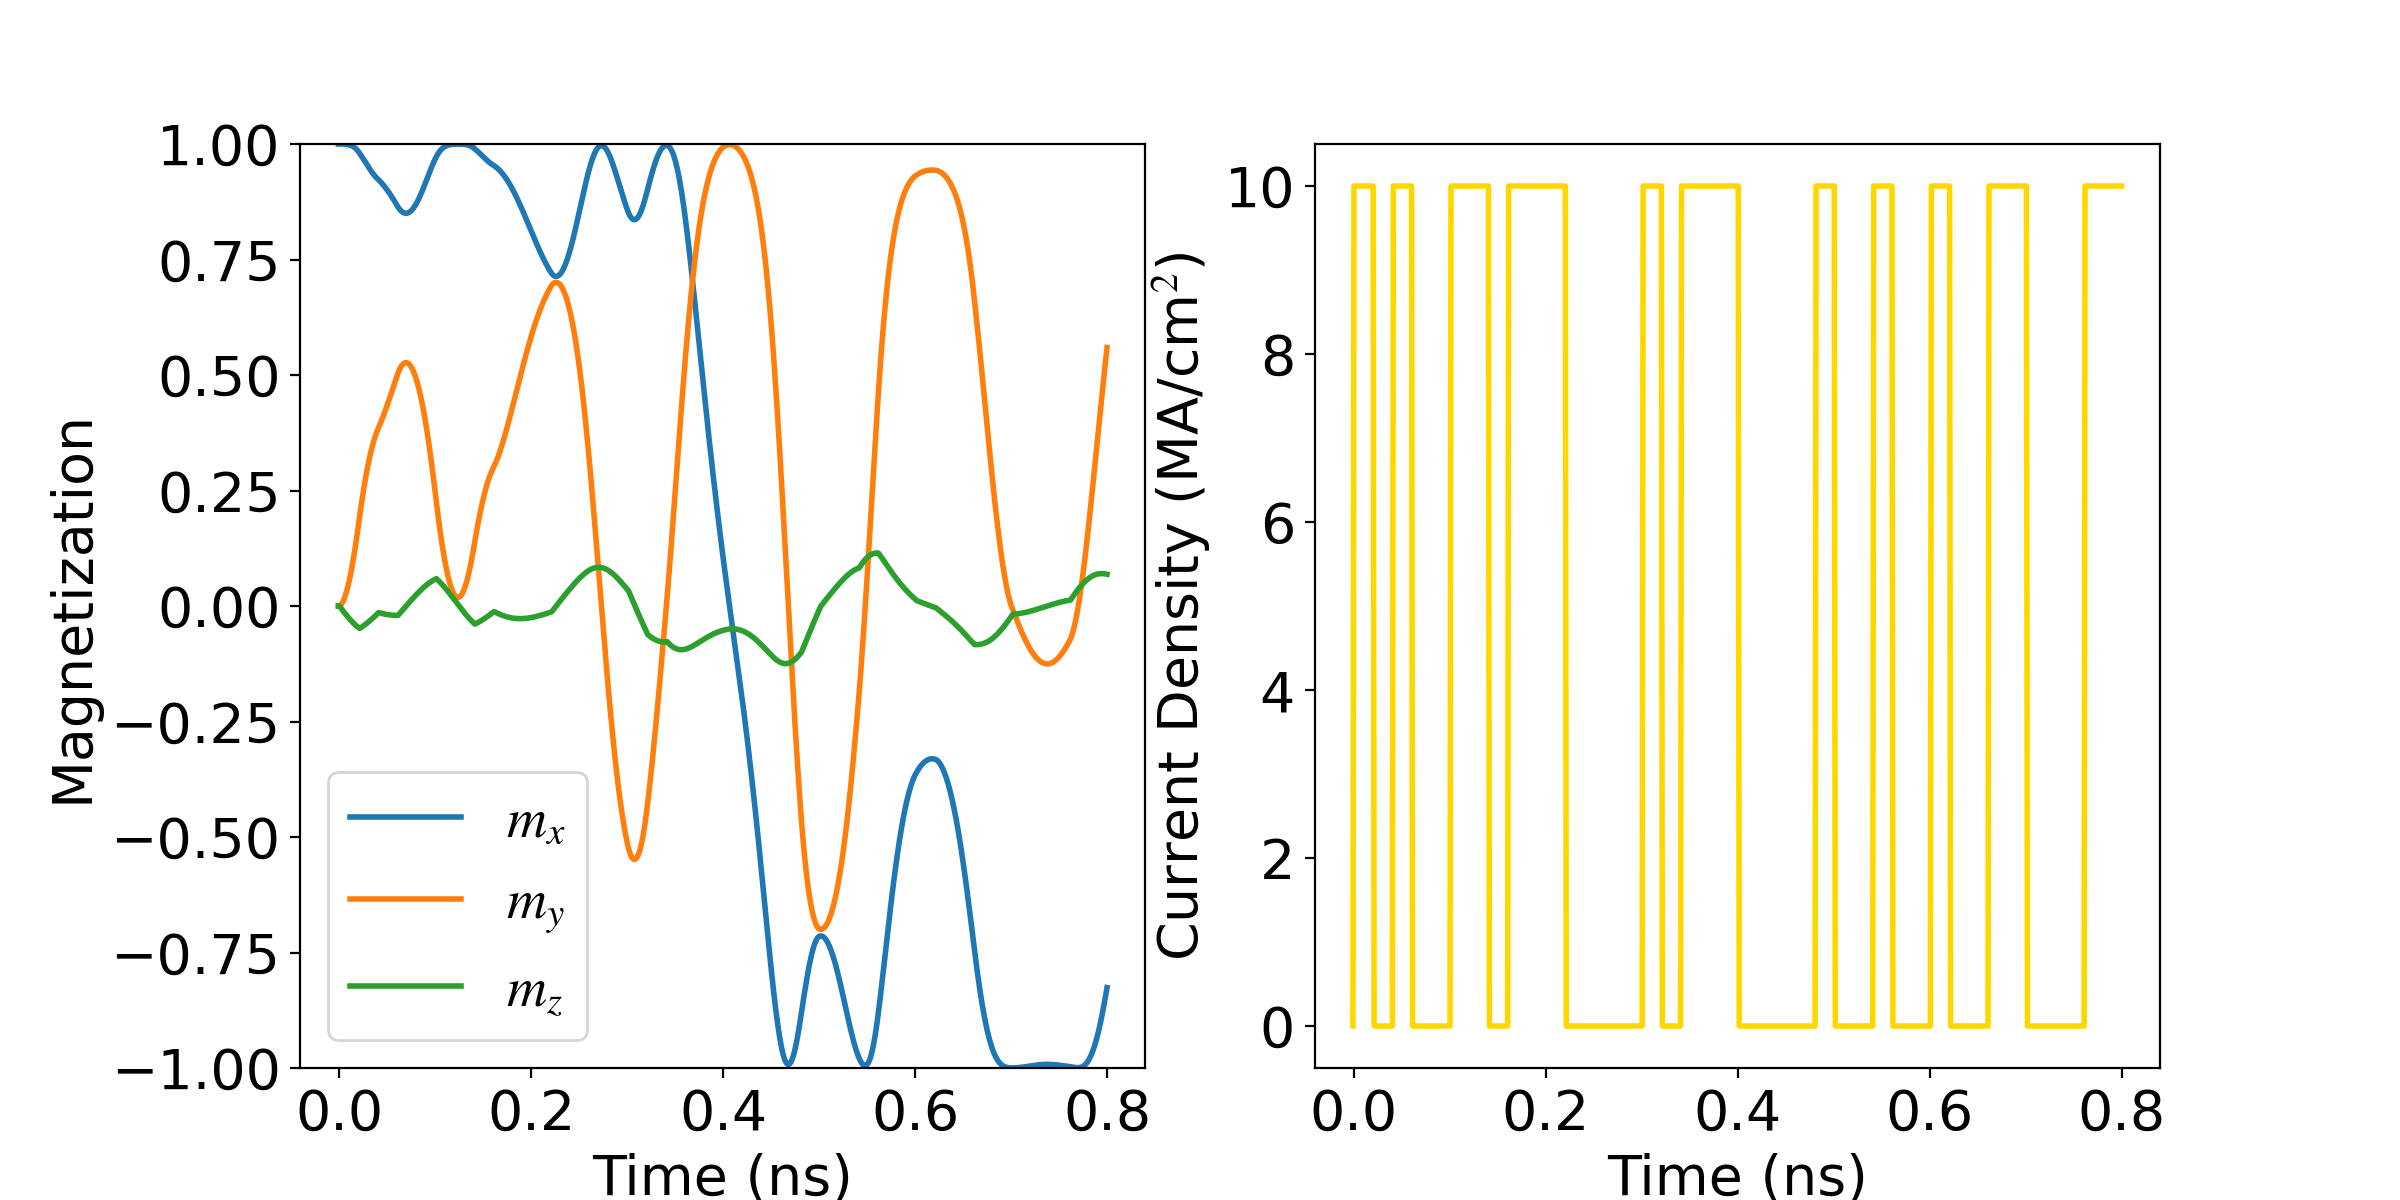 1.00
0.75
0.50
0.25
0.00
−0.25
−0.50
−0.75
−1.00
Magnetization
m_x
m_y
m_z
0.0 0.2 0.4 0.6 0.8
Time (ns)
10
8
6
4
2
0
Current Density (MA/cm²)
0.0 0.2 0.4 0.6 0.8
Time (ns)